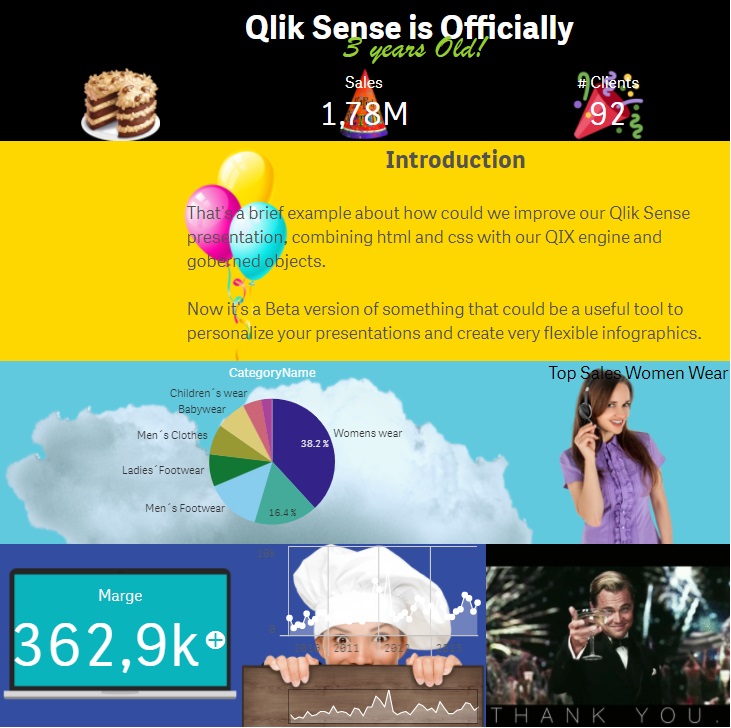 Qlik Sense is Officially
3 years Old!
Sales
1,78M
# Clients
92
Introduction
That's a brief example about how could we improve our Qlik Sense
presentation, combining html and css with our QIX engine and
goberned objects.
Now it's a Beta version of something that could be a useful tool to
personalize your presentations and create very flexible infographics.
CategoryName
Children´s wear
Babywear
Men´s Clothes
Ladies´Footwear
Men´s Footwear
Womens wear
38.2 %
16.4 %
Top Sales Women Wear
Marge
362,9k
0
2011
THANK YOU.